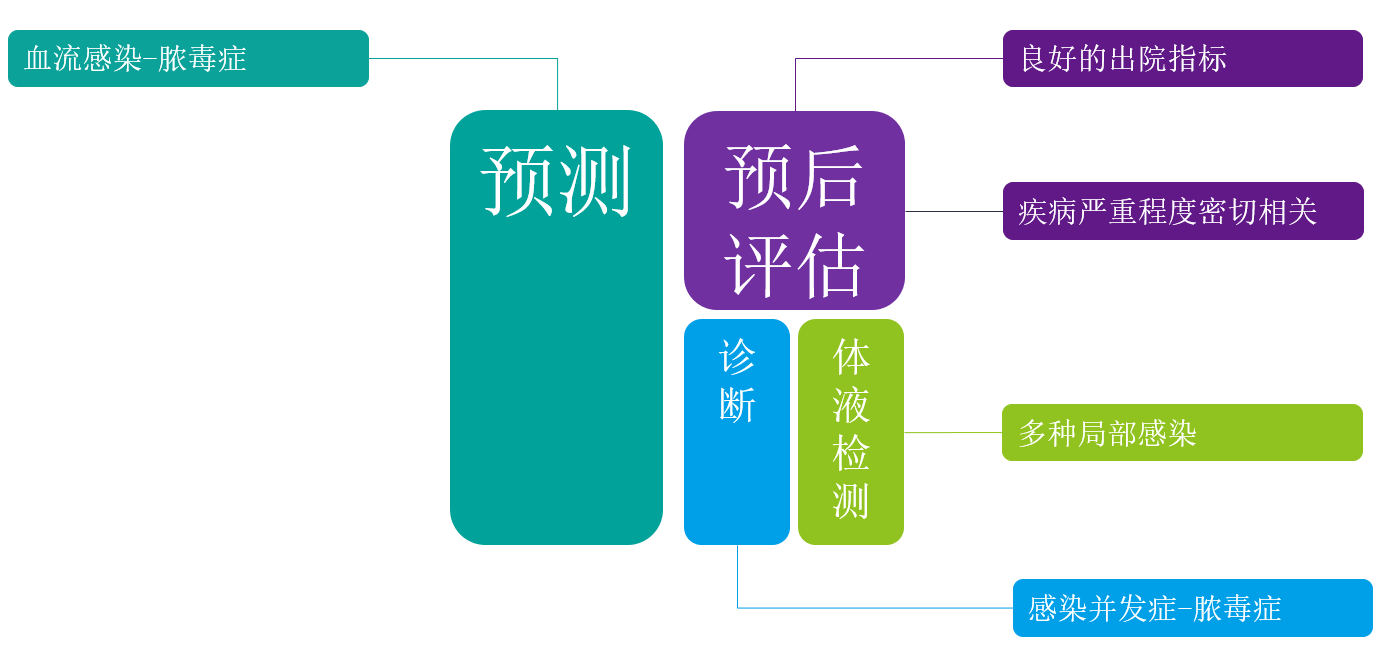 血流感染-脓毒症
良好的出院指标
预测
预后
评估
疾病严重程度密切相关
诊
断
体
液
检
测
多种局部感染
感染并发症-脓毒症